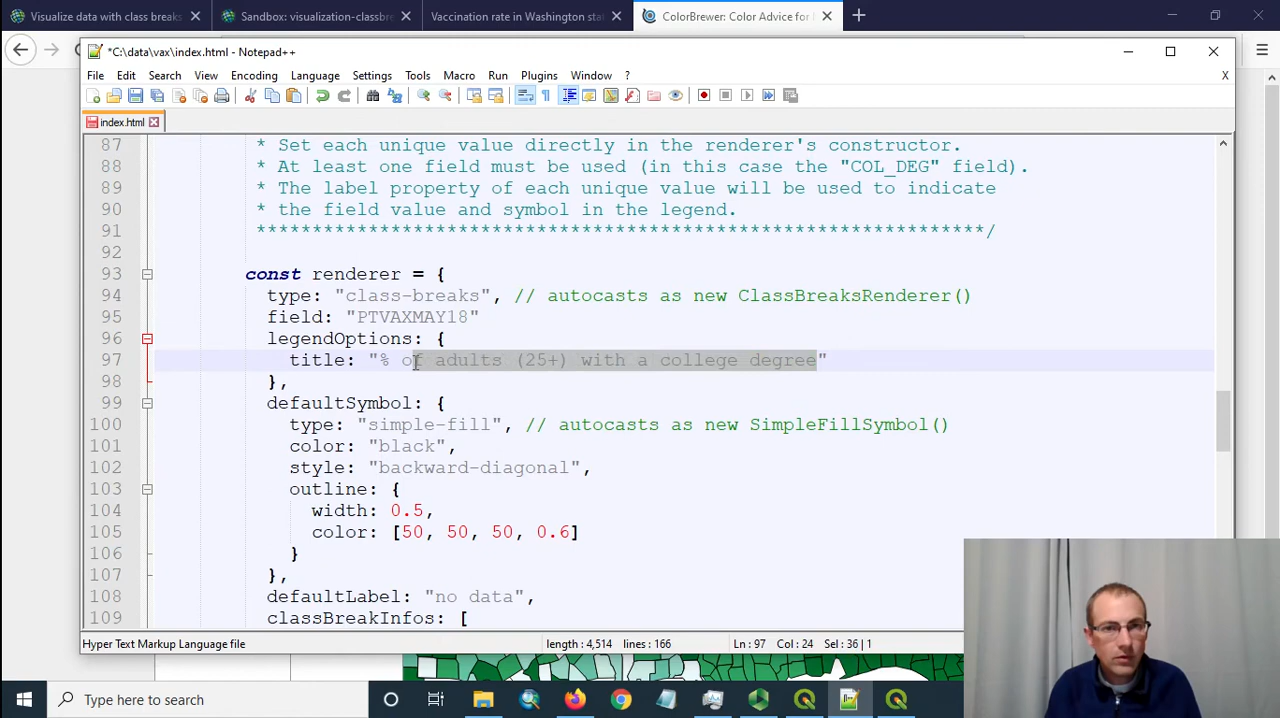 Visualize data with class breaks
Sandbox: visualization-classbre
Vaccination rate in Washington sta
ColorBrewer: Color Advice for
*C:\data\vax\index.html - Notepad++
File Edit Search View Encoding Language Settings Tools Macro Run Plugins Window ? X
index.html
87 * Set each unique value directly in the renderer's constructor.
88 * At least one field must be used (in this case the "COL_DEG" field).
89 * The label property of each unique value will be used to indicate
90 * the field value and symbol in the legend.
91 *****************************************************************/
92
93 const renderer = {
94 type: "class-breaks", // autocasts as new ClassBreaksRenderer()
95 field: "PTVAXMAY18"
96 legendOptions: {
97 title: "% of adults (25+) with a college degree"
98 },
99 defaultSymbol: {
100 type: "simple-fill", // autocasts as new SimpleFillSymbol()
101 color: "black",
102 style: "backward-diagonal",
103 outline: {
104 width: 0.5,
105 color: [50, 50, 50, 0.6]
106 }
107 },
108 defaultLabel: "no data",
109 classBreakInfos: [
Hyper Text Markup Language file length : 4,514 lines : 166 Ln : 97 Col : 24 Sel : 36 | 1
Type here to search